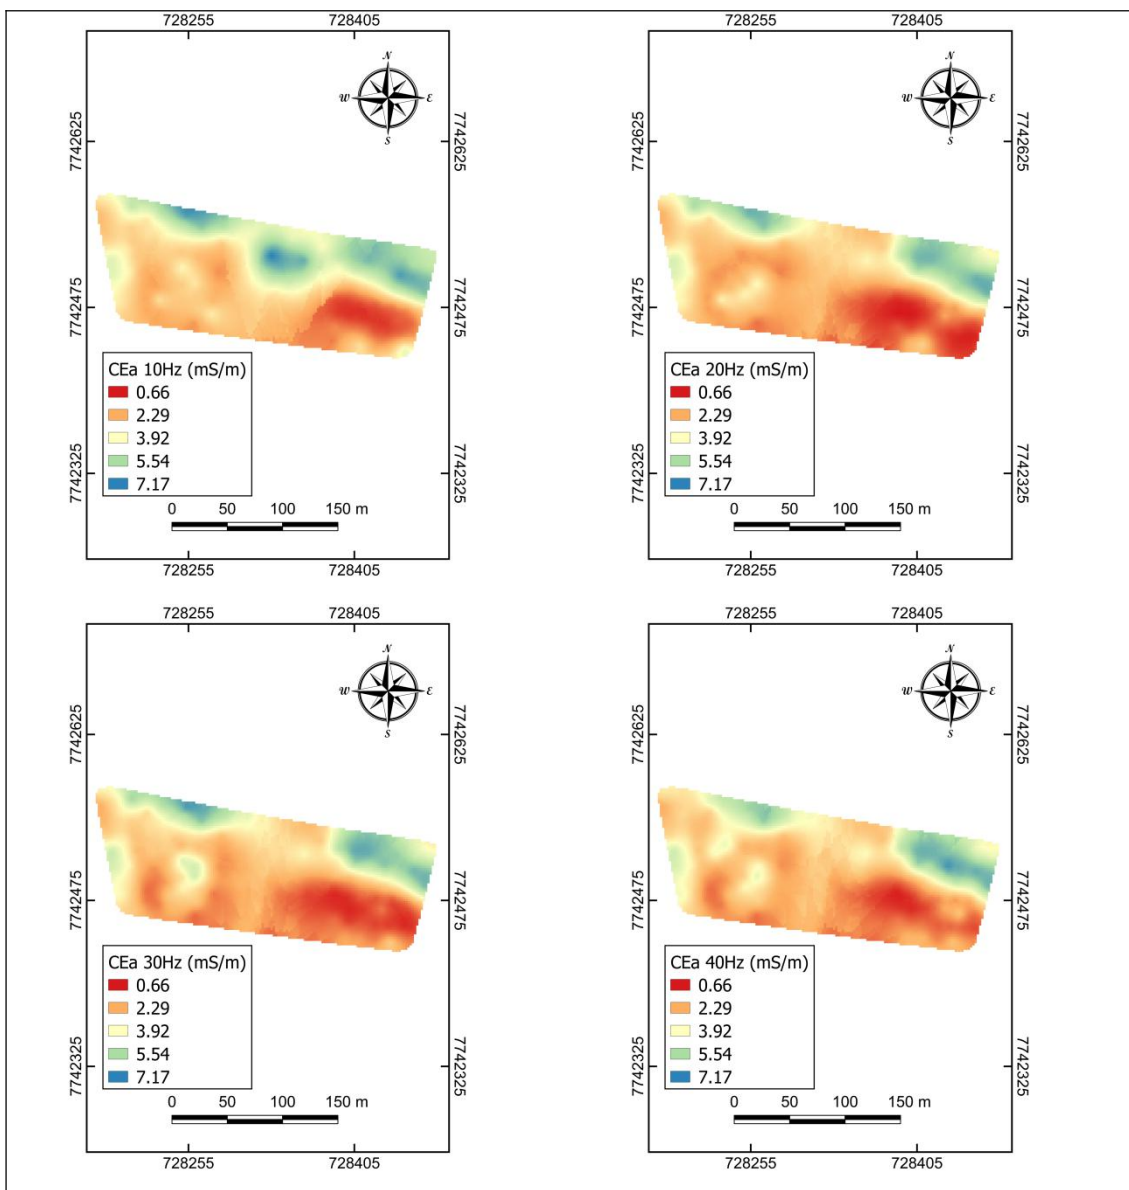 728255 728405
N
W E
S
7742625 7742625
7742475 7742475
7742325 7742325
CEa 10Hz (mS/m)
0.66
2.29
3.92
5.54
7.17
0 50 100 150 m
728255 728405
728255 728405
N
W E
S
7742625 7742625
7742475 7742475
7742325 7742325
CEa 20Hz (mS/m)
0.66
2.29
3.92
5.54
7.17
0 50 100 150 m
728255 728405
728255 728405
N
W E
S
7742625 7742625
7742475 7742475
7742325 7742325
CEa 30Hz (mS/m)
0.66
2.29
3.92
5.54
7.17
0 50 100 150 m
728255 728405
728255 728405
N
W E
S
7742625 7742625
7742475 7742475
7742325 7742325
CEa 40Hz (mS/m)
0.66
2.29
3.92
5.54
7.17
0 50 100 150 m
728255 728405